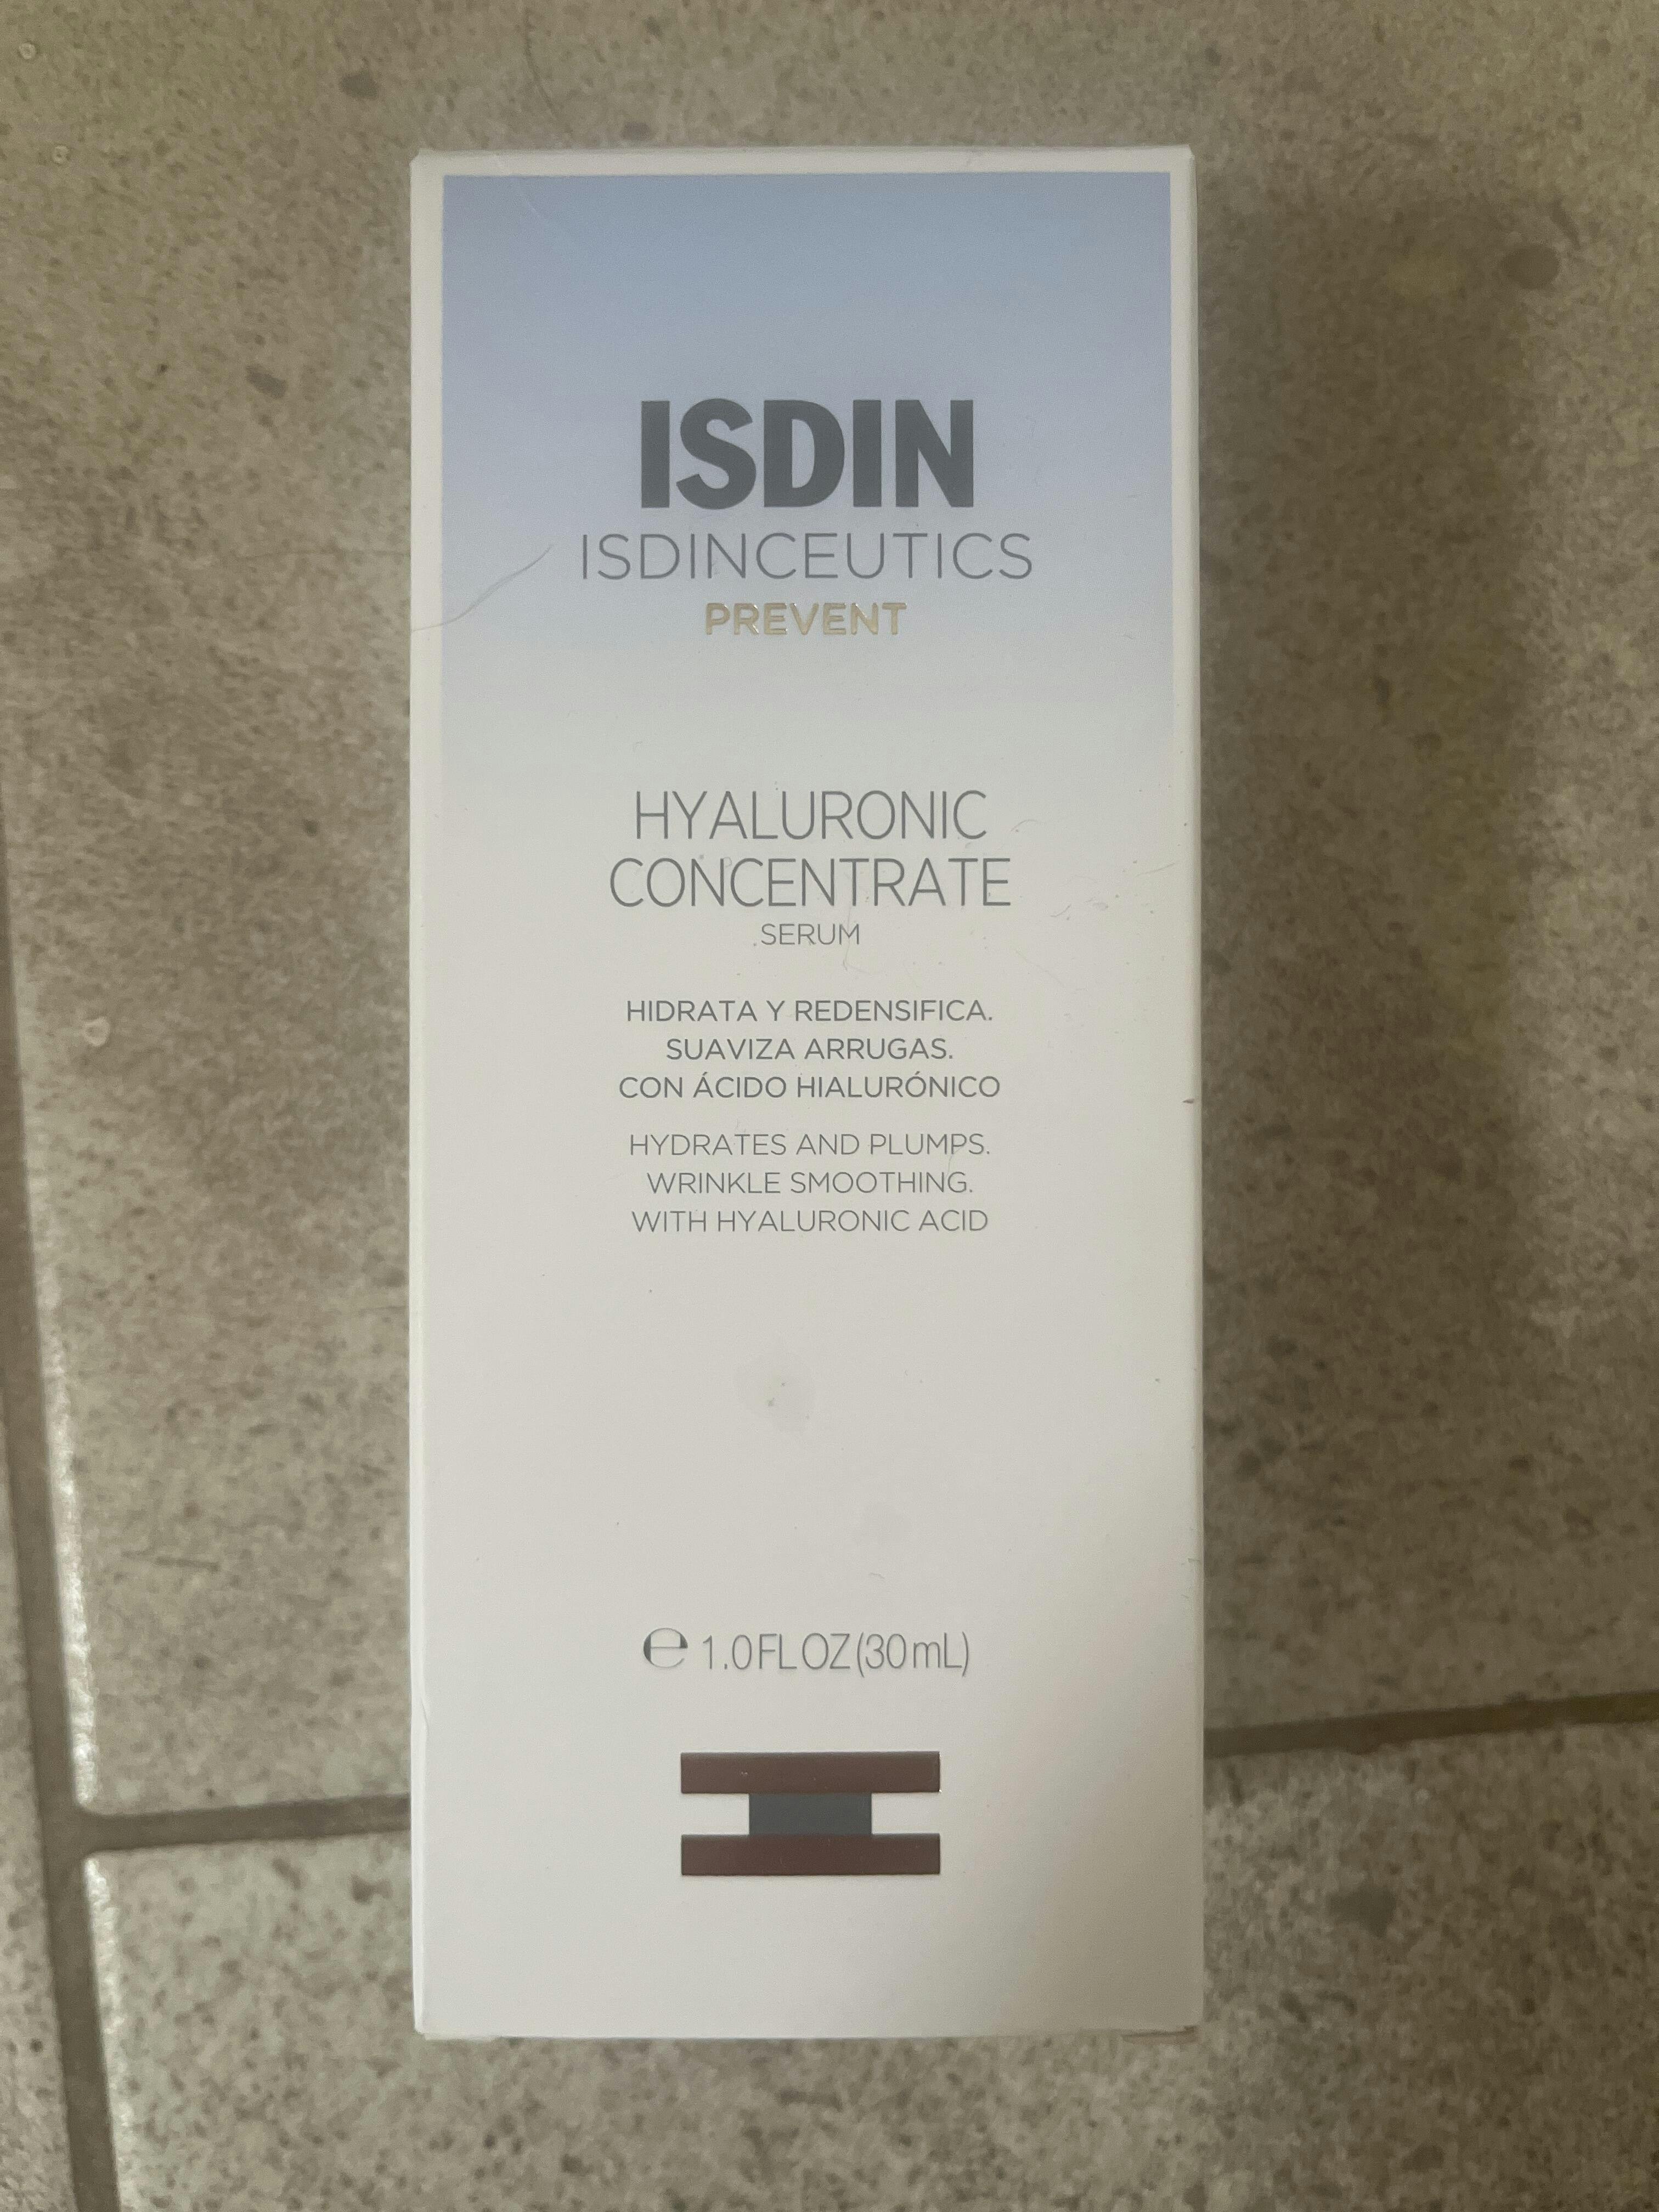 ISDIN
ISDINCEUTICS
PREVENT
HYALURONIC
CONCENTRATE
SERUM
HIDRATA Y REDENSIFICA.
SUAVIZA ARRUGAS.
CON ÁCIDO HIALURÓNICO
HYDRATES AND PLUMPS.
WRINKLE SMOOTHING.
WITH HYALURONIC ACID
℮ 1.0 FL OZ (30 mL)